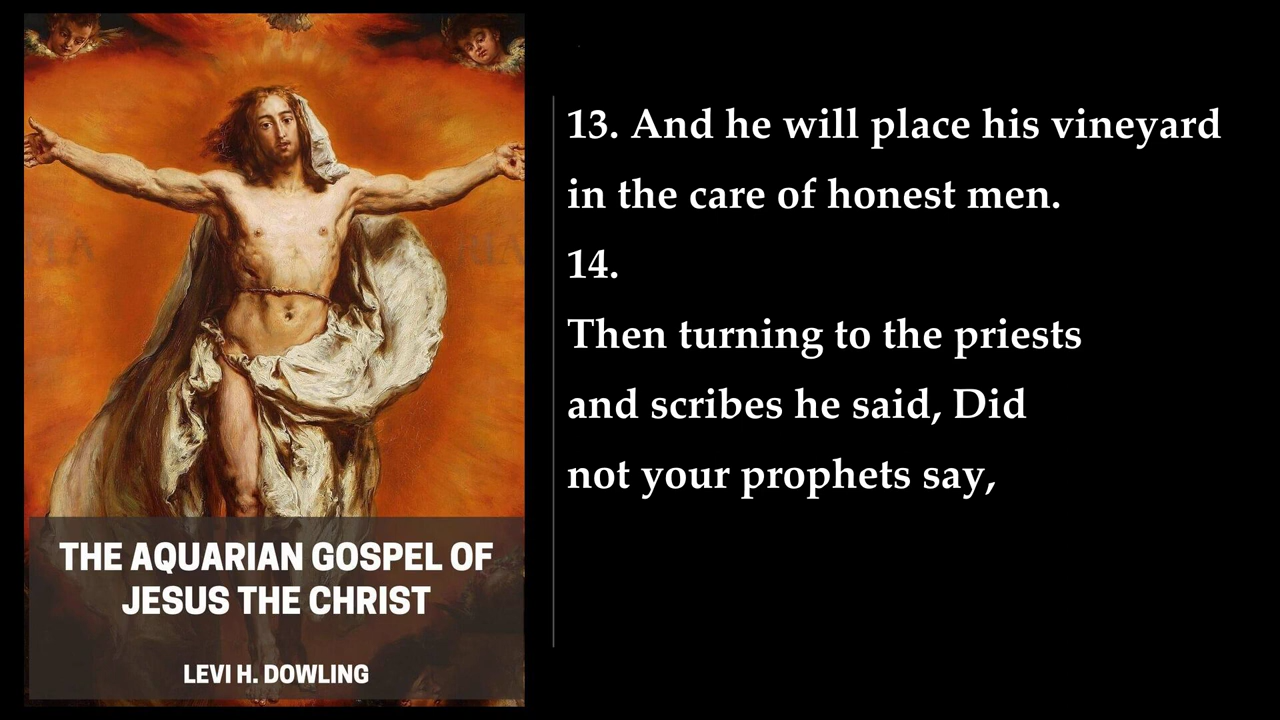 THE AQUARIAN GOSPEL OF
JESUS THE CHRIST
LEVI H. DOWLING
13. And he will place his vineyard
in the care of honest men.
14.
Then turning to the priests
and scribes he said, Did
not your prophets say,